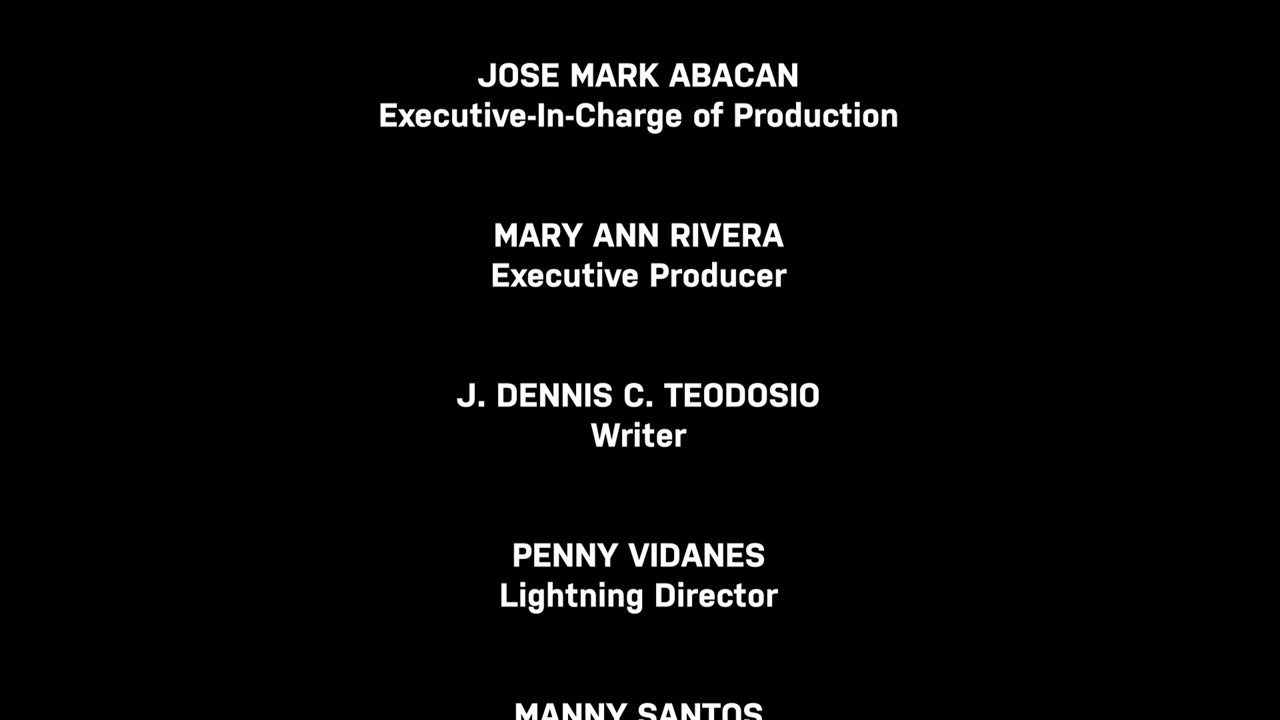 JOSE MARK ABACAN
Executive-In-Charge of Production
MARY ANN RIVERA
Executive Producer
J. DENNIS C. TEODOSIO
Writer
PENNY VIDANES
Lightning Director
MANNY SANTOS